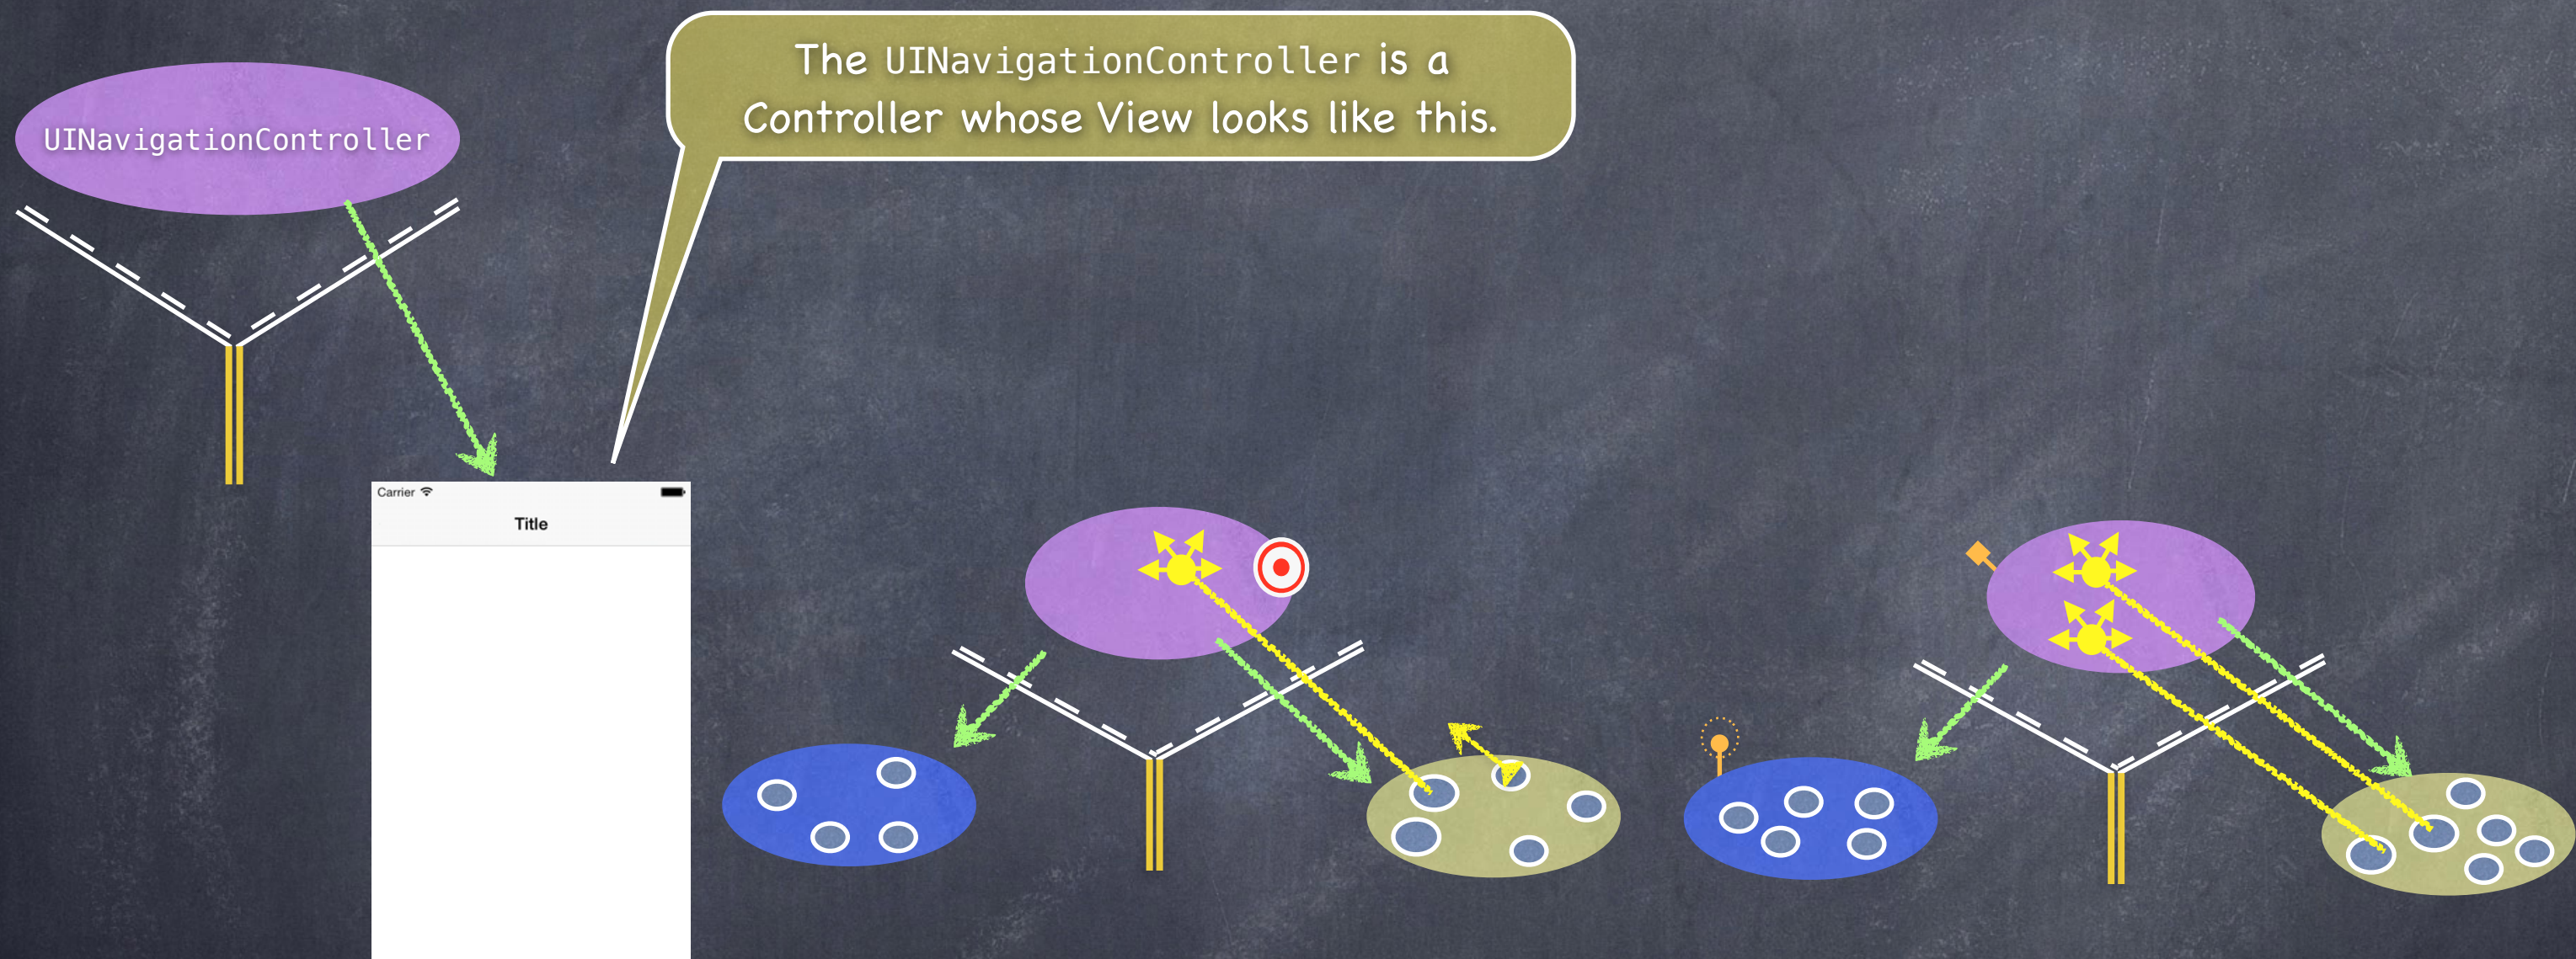 The UINavigationController is a
Controller whose View looks like this.
UINavigationController
Carrier
Title